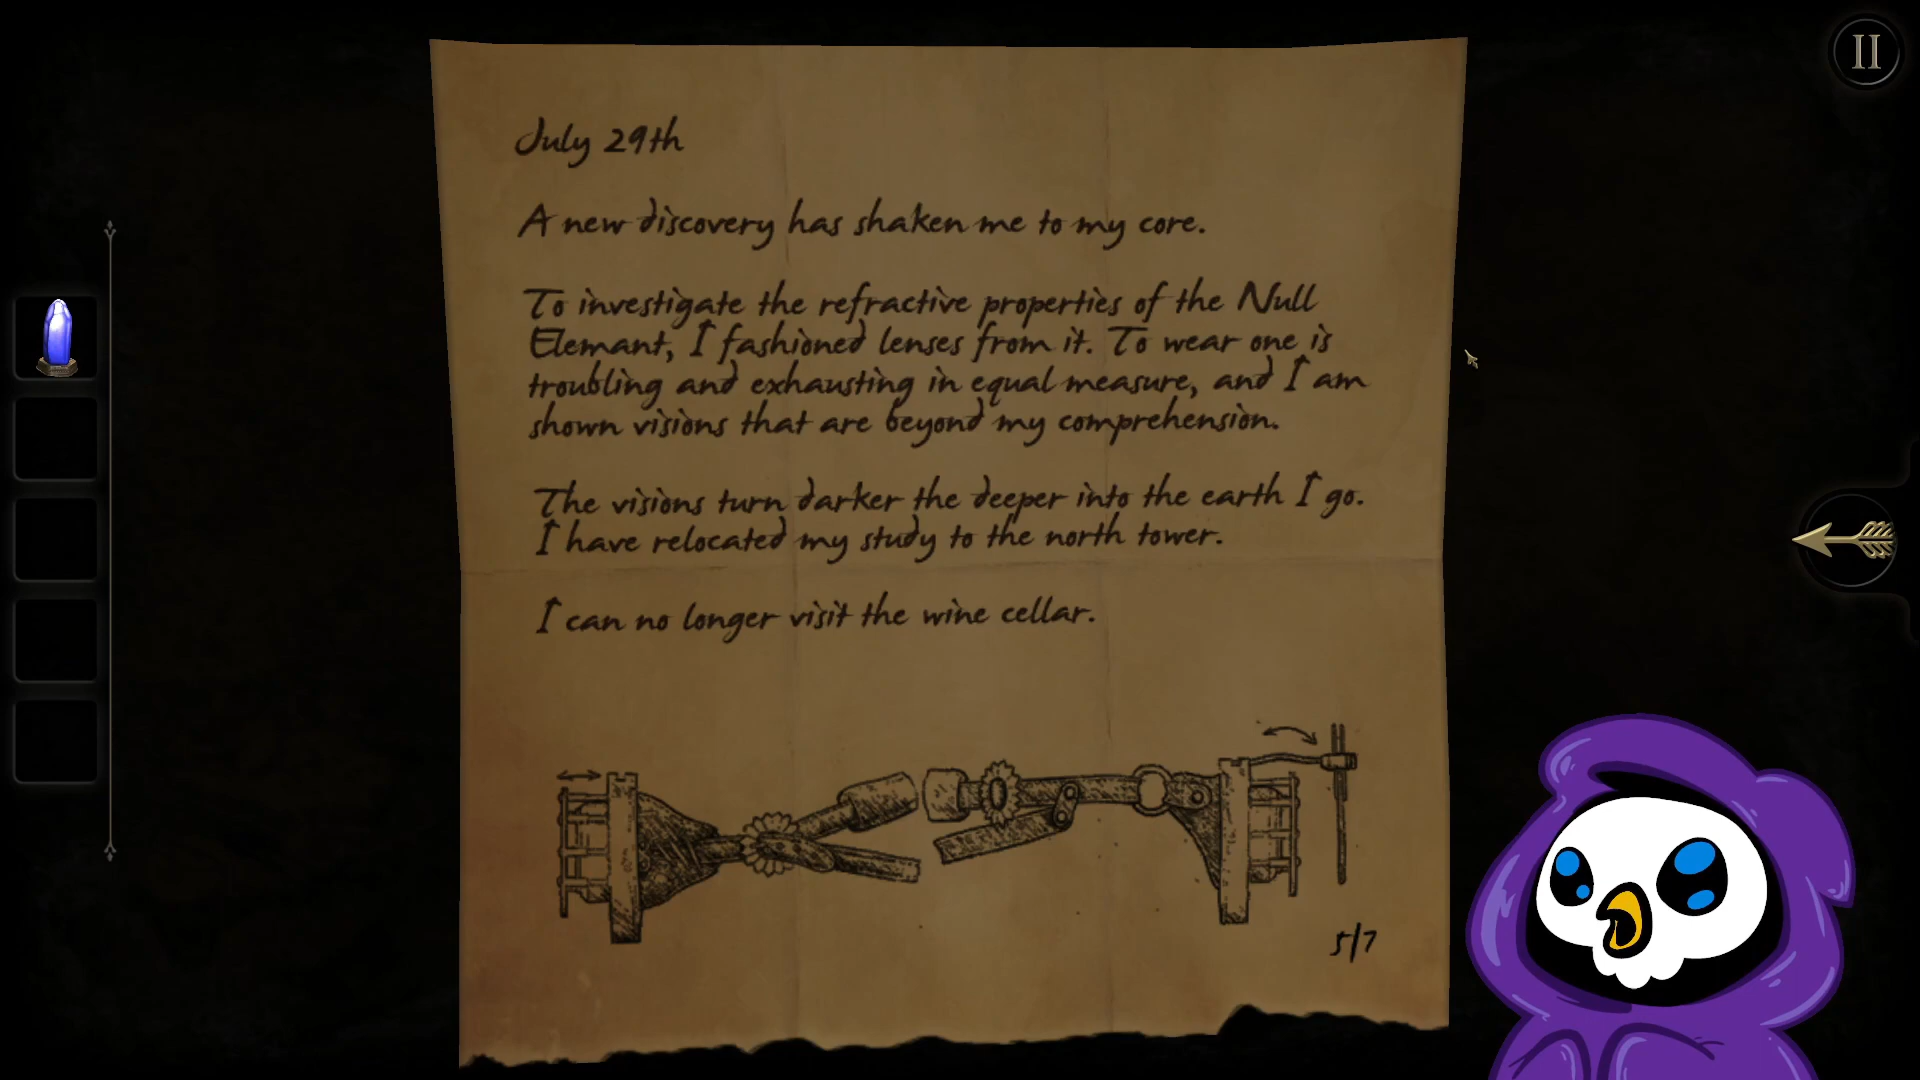 July 29th
A new discovery has shaken me to my core.
To investigate the refractive properties of the Null
Elemant, I fashioned lenses from it. To wear one is
troubling and exhausting in equal measure, and I am
shown visions that are beyond my comprehension.
The visions turn darker the deeper into the earth I go.
I have relocated my study to the north tower.
I can no longer visit the wine cellar.
5/7